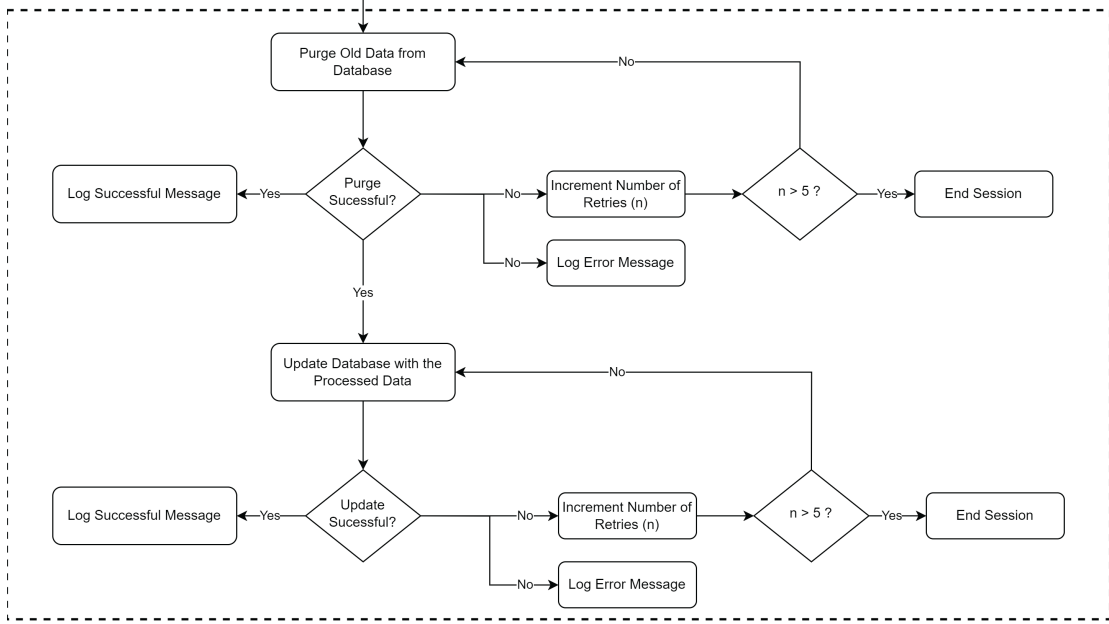 Purge Old Data from
Database
No
Log Successful Message
Yes
Purge
Sucessful?
No
Increment Number of
Retries (n)
n > 5 ?
Yes
End Session
No
Log Error Message
Yes
Update Database with the
Processed Data
No
Log Successful Message
Yes
Update
Sucessful?
No
Increment Number of
Retries (n)
n > 5 ?
Yes
End Session
No
Log Error Message